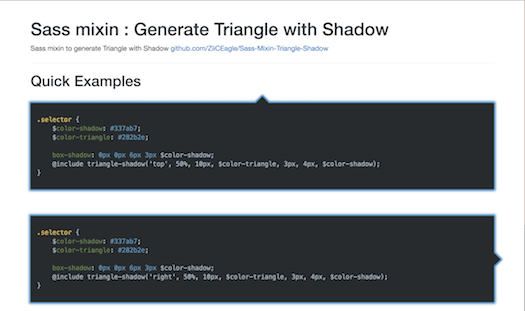 Sass mixin : Generate Triangle with Shadow
Sass mixin to generate Triangle with Shadow github.com/ZiiCEagle/Sass-Mixin-Triangle-Shadow
Quick Examples
.selector {
$color-shadow: #337ab7;
$color-triangle: #282b2e;
box-shadow: 0px 0px 6px 3px $color-shadow;
@include triangle-shadow('top', 50%, 10px, $color-triangle, 3px, 4px, $color-shadow);
}
.selector {
$color-shadow: #337ab7;
$color-triangle: #282b2e;
box-shadow: 0px 0px 6px 3px $color-shadow;
@include triangle-shadow('right', 50%, 10px, $color-triangle, 3px, 4px, $color-shadow);
}